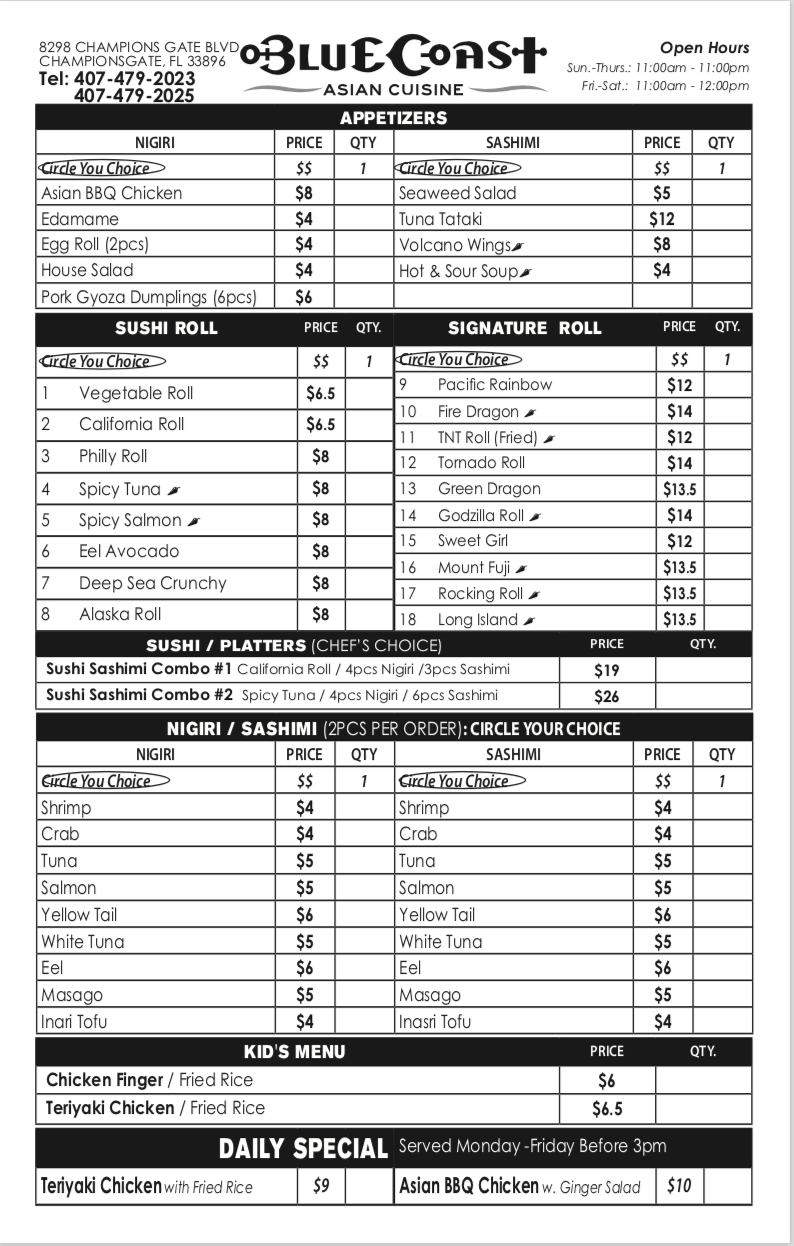 8298 CHAMPIONS GATE BLVD
CHAMPIONSGATE, FL 33896
Tel: 407-479-2023
407-479-2025
BLUE COAST
ASIAN CUISINE
Open Hours
Sun.-Thurs.: 11:00am - 11:00pm
Fri.-Sat.: 11:00am - 12:00pm
APPETIZERS
NIGIRI PRICE QTY SASHIMI PRICE QTY
Circle You Choice $$ 1 Circle You Choice $$ 1
Asian BBQ Chicken $8 Seaweed Salad $5
Edamame $4 Tuna Tataki $12
Egg Roll (2pcs) $4 Volcano Wings $8
House Salad $4 Hot & Sour Soup $4
Pork Gyoza Dumplings (6pcs) $6
SUSHI ROLL PRICE QTY.
Circle You Choice $$ 1
1 Vegetable Roll $6.5
2 California Roll $6.5
3 Philly Roll $8
4 Spicy Tuna $8
5 Spicy Salmon $8
6 Eel Avocado $8
7 Deep Sea Crunchy $8
8 Alaska Roll $8
SIGNATURE ROLL PRICE QTY.
Circle You Choice $$ 1
9 Pacific Rainbow $12
10 Fire Dragon $14
11 TNT Roll (Fried) $12
12 Tornado Roll $14
13 Green Dragon $13.5
14 Godzilla Roll $14
15 Sweet Girl $12
16 Mount Fuji $13.5
17 Rocking Roll $13.5
18 Long Island $13.5
SUSHI / PLATTERS (CHEF'S CHOICE) PRICE QTY.
Sushi Sashimi Combo #1 California Roll / 4pcs Nigiri /3pcs Sashimi $19
Sushi Sashimi Combo #2 Spicy Tuna / 4pcs Nigiri / 6pcs Sashimi $26
NIGIRI / SASHIMI (2PCS PER ORDER): CIRCLE YOUR CHOICE
NIGIRI PRICE QTY SASHIMI PRICE QTY
Circle You Choice $$ 1 Circle You Choice $$ 1
Shrimp $4 Shrimp $4
Crab $4 Crab $4
Tuna $5 Tuna $5
Salmon $5 Salmon $5
Yellow Tail $6 Yellow Tail $6
White Tuna $5 White Tuna $5
Eel $6 Eel $6
Masago $5 Masago $5
Inari Tofu $4 Inasri Tofu $4
KID'S MENU PRICE QTY.
Chicken Finger / Fried Rice $6
Teriyaki Chicken / Fried Rice $6.5
DAILY SPECIAL Served Monday -Friday Before 3pm
Teriyaki Chicken with Fried Rice $9 Asian BBQ Chicken w. Ginger Salad $10